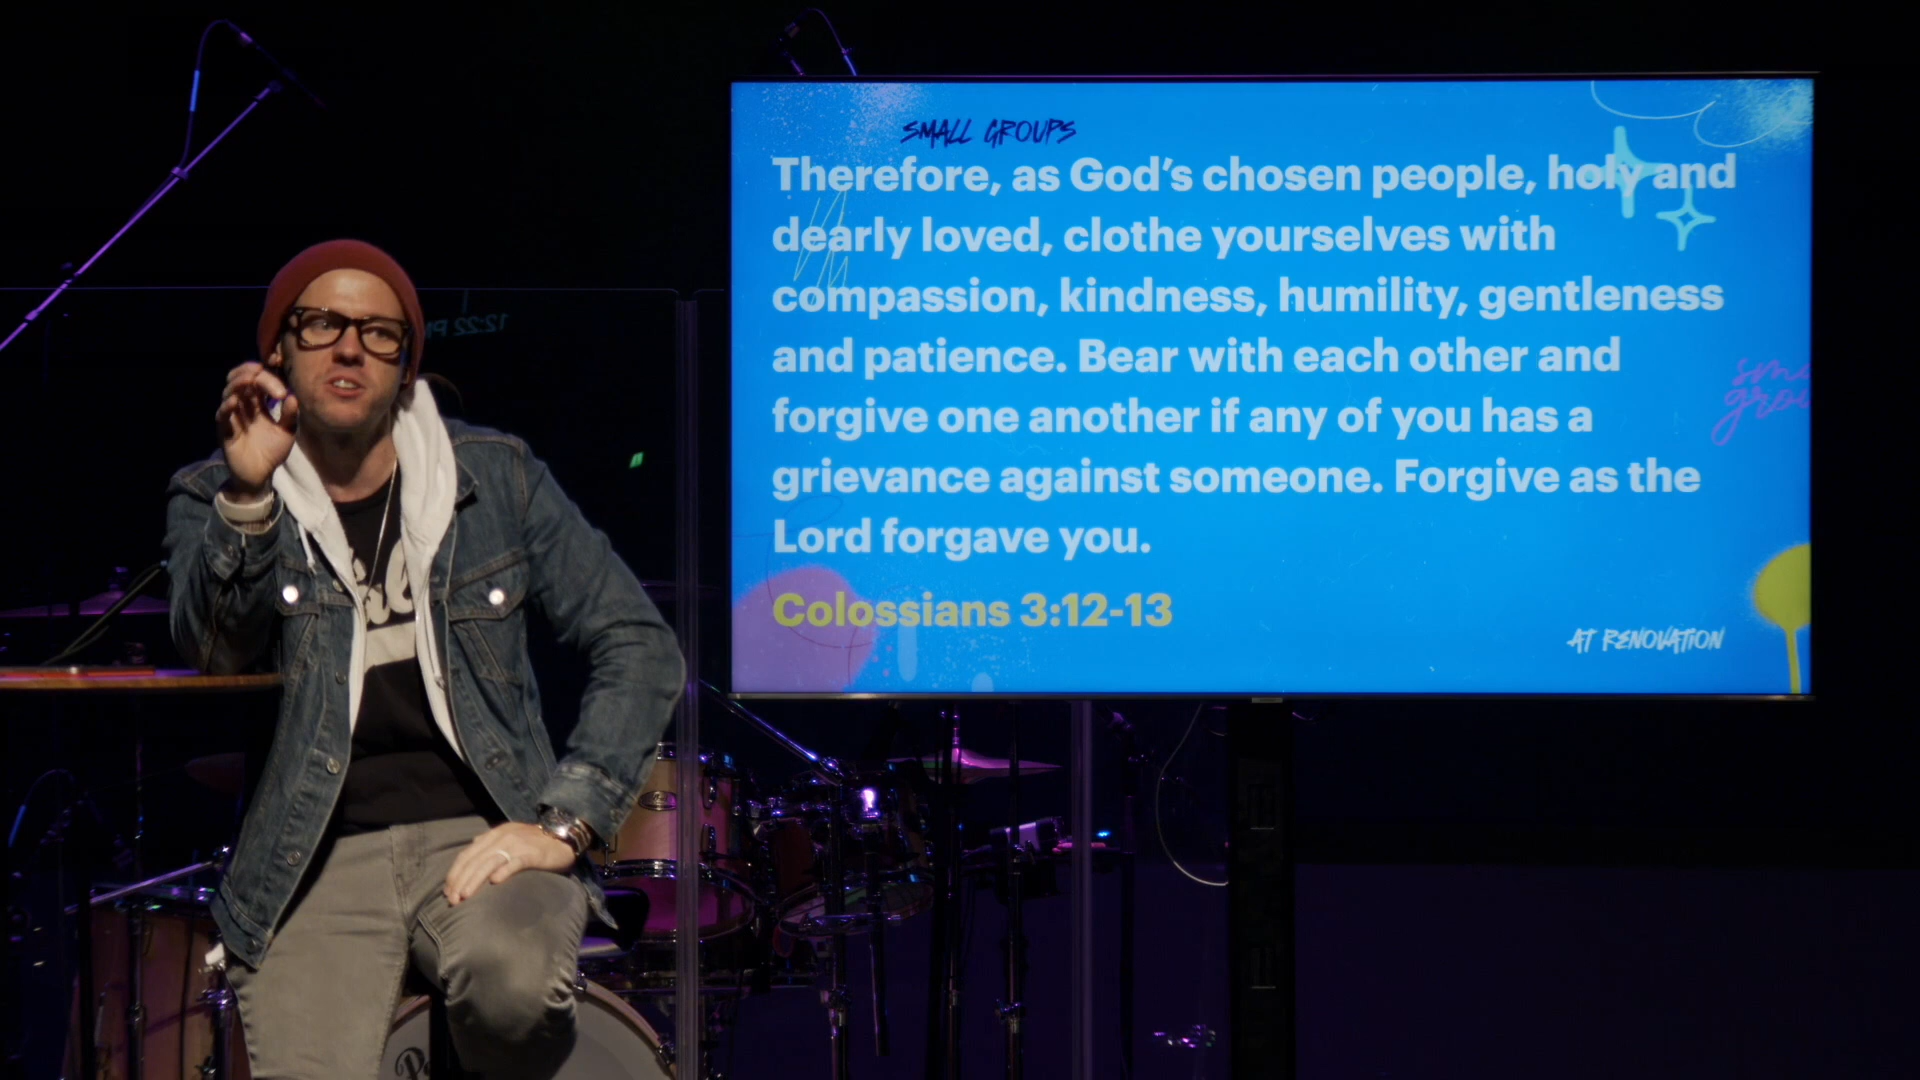 SMALL GROUPS
Therefore, as God's chosen people, holy and
dearly loved, clothe yourselves with
compassion, kindness, humility, gentleness
and patience. Bear with each other and
forgive one another if any of you has a
grievance against someone. Forgive as the
Lord forgave you.
Colossians 3:12-13
AT RENOVATION
12:22